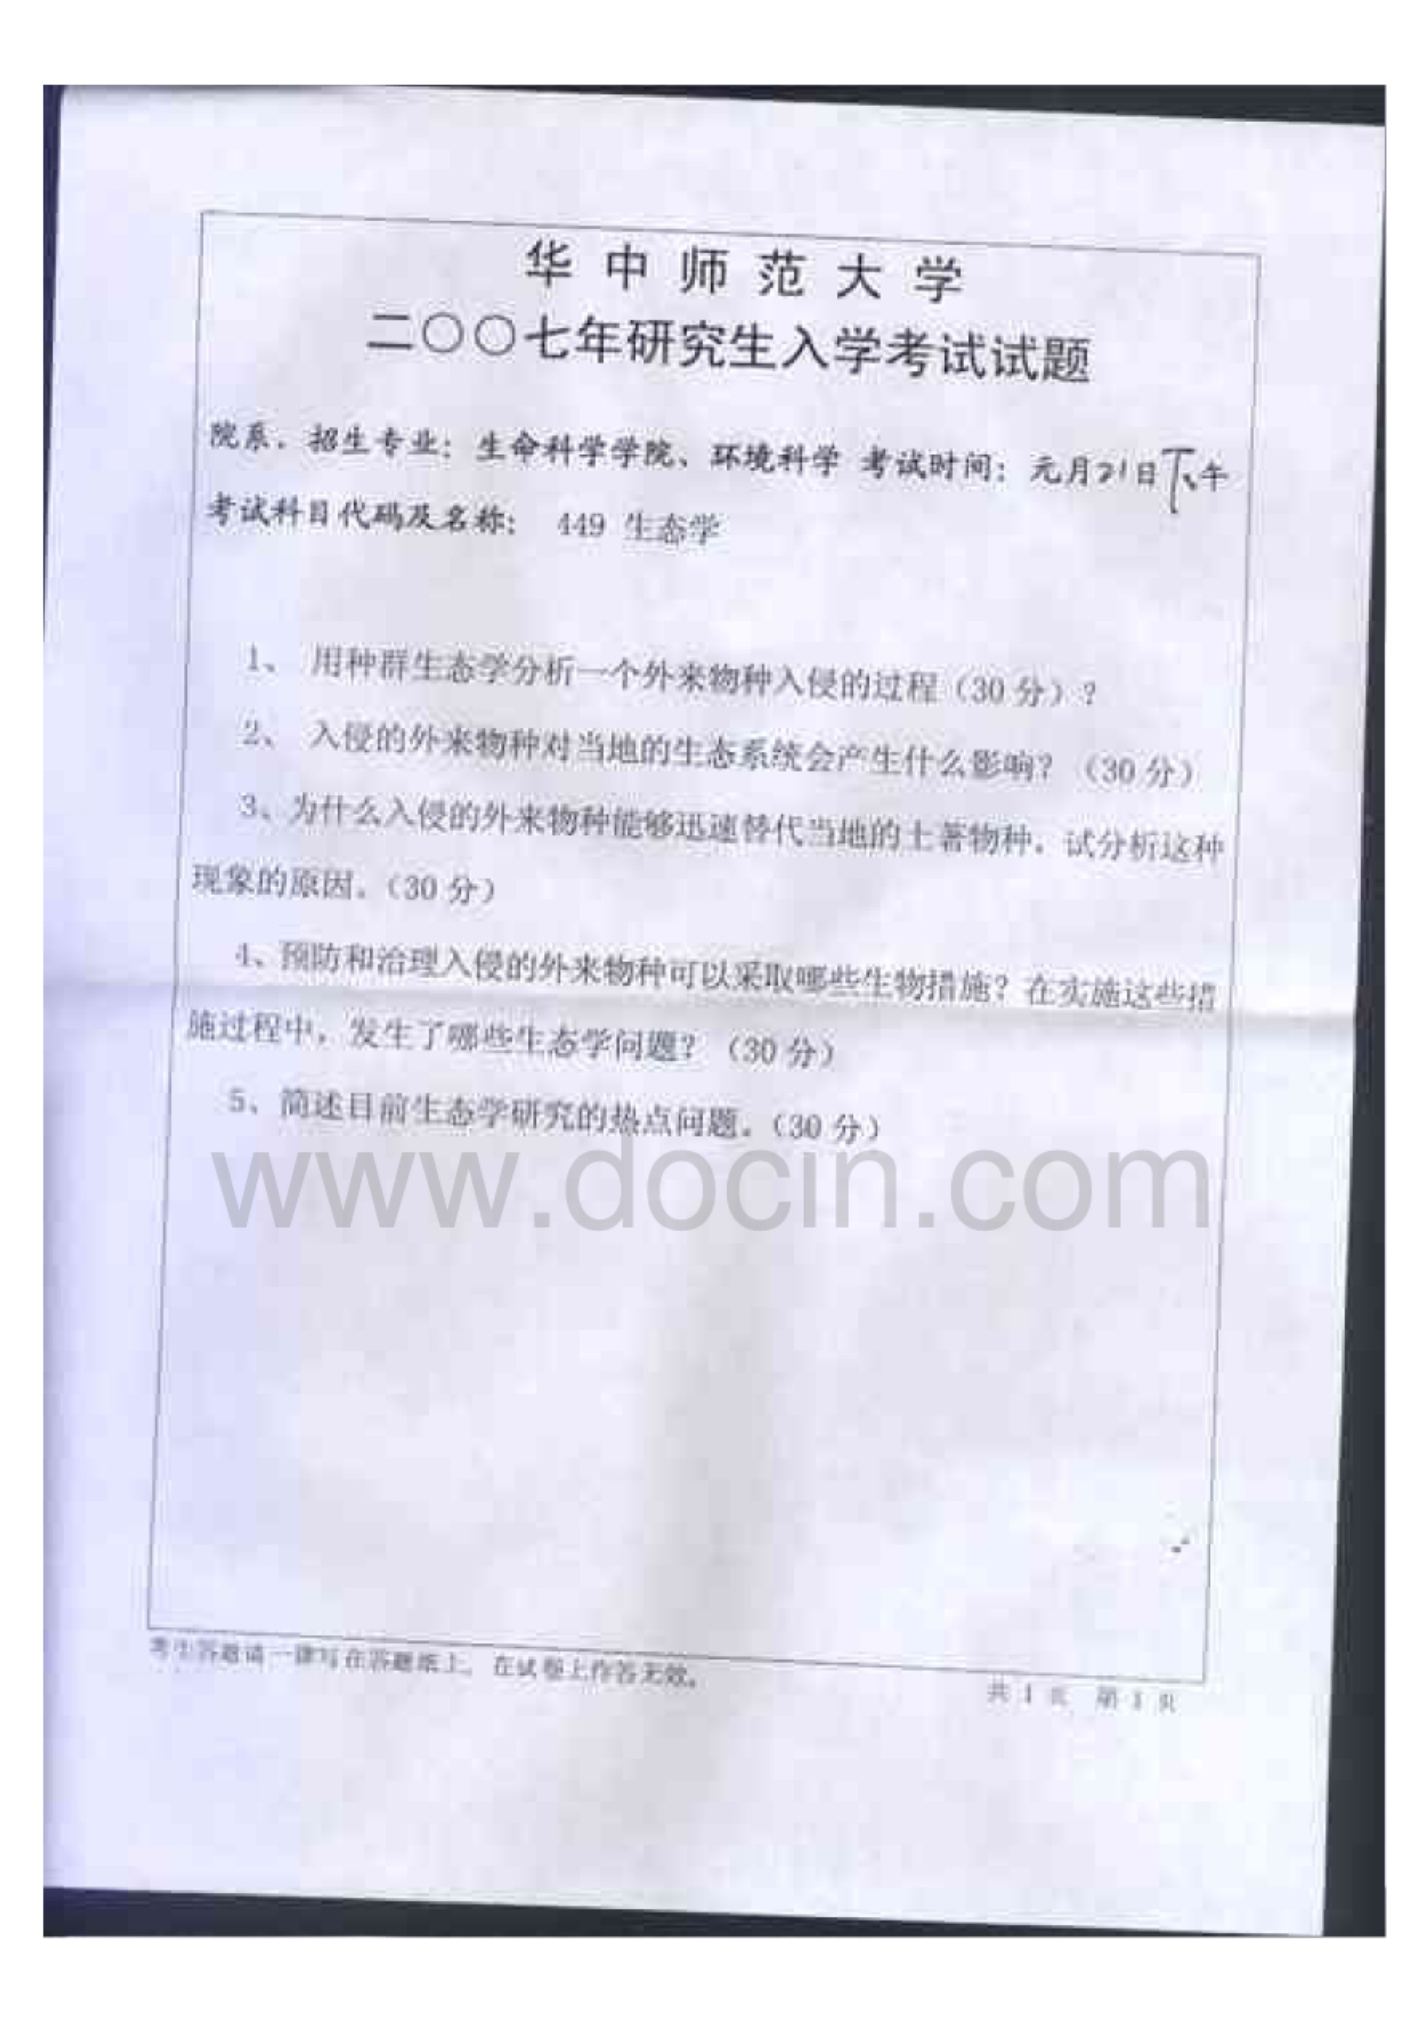 华中师范大学
二〇〇七年研究生入学考试试题
院系、招生专业：生命科学学院、环境科学 考试时间：元月21日下午
考试科目代码及名称： 449 生态学
1、 用种群生态学分析一个外来物种入侵的过程（30 分）?
2、 入侵的外来物种对当地的生态系统会产生什么影响？（30 分）
3、为什么入侵的外来物种能够迅速替代当地的土著物种，试分析这种
现象的原因。（30 分）
4、预防和治理入侵的外来物种可以采取哪些生物措施？在实施这些措
施过程中，发生了哪些生态学问题？（30 分）
5、简述目前生态学研究的热点问题。（30 分）
www.docin.com
考生答题请一律写在答题纸上，在试卷上作答无效。
共 1 页 第 1 页